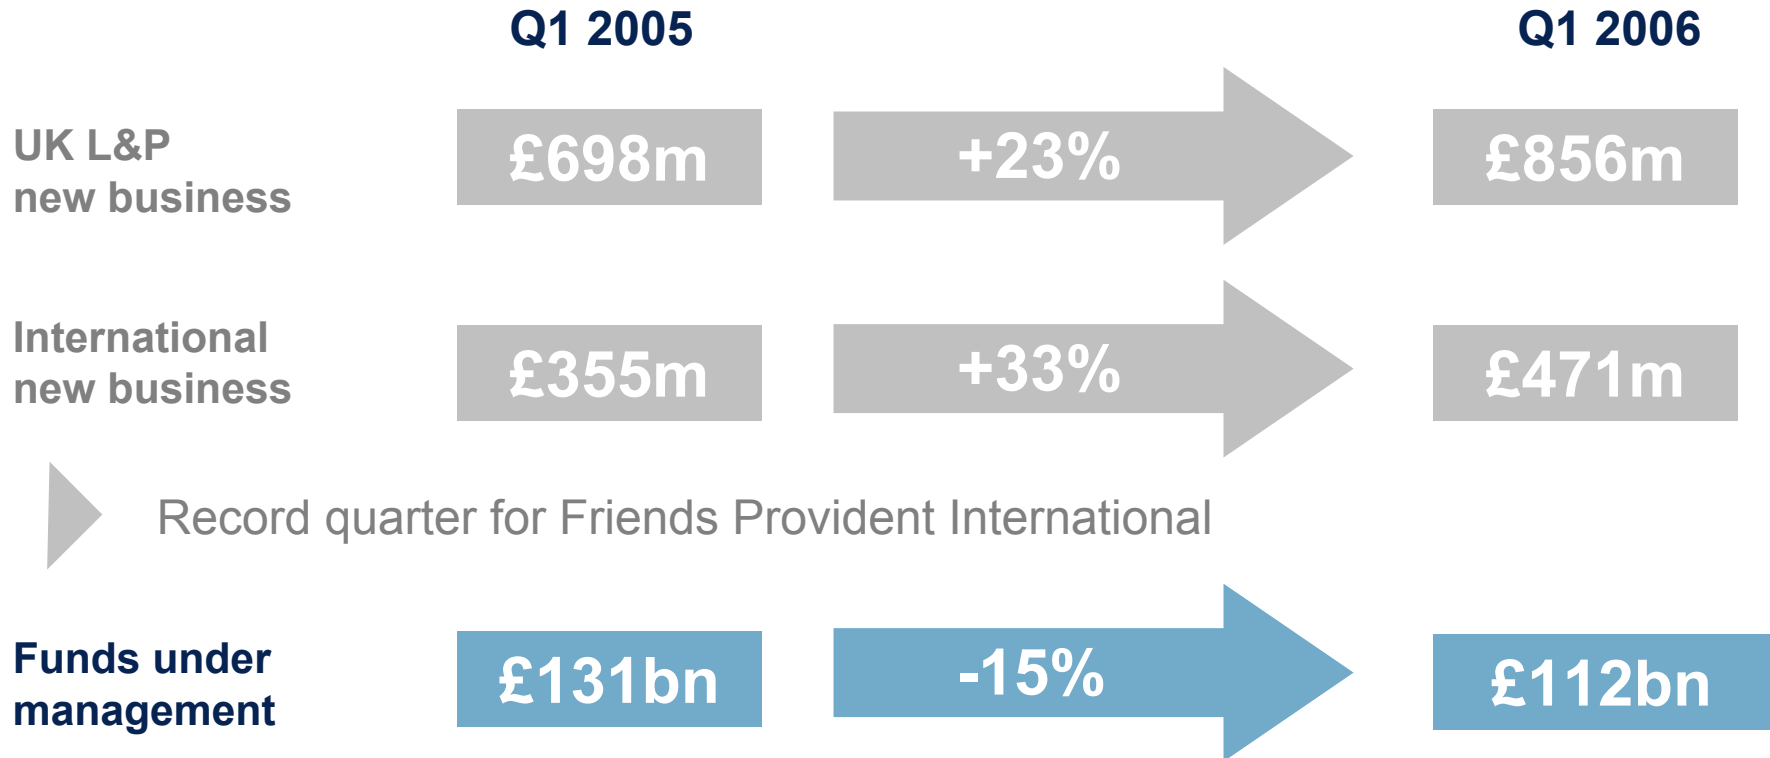 Q1 2005 Q1 2006
UK L&P
new business
£698m +23% £856m
International
new business
£355m +33% £471m
Record quarter for Friends Provident International
Funds under
management
£131bn -15% £112bn